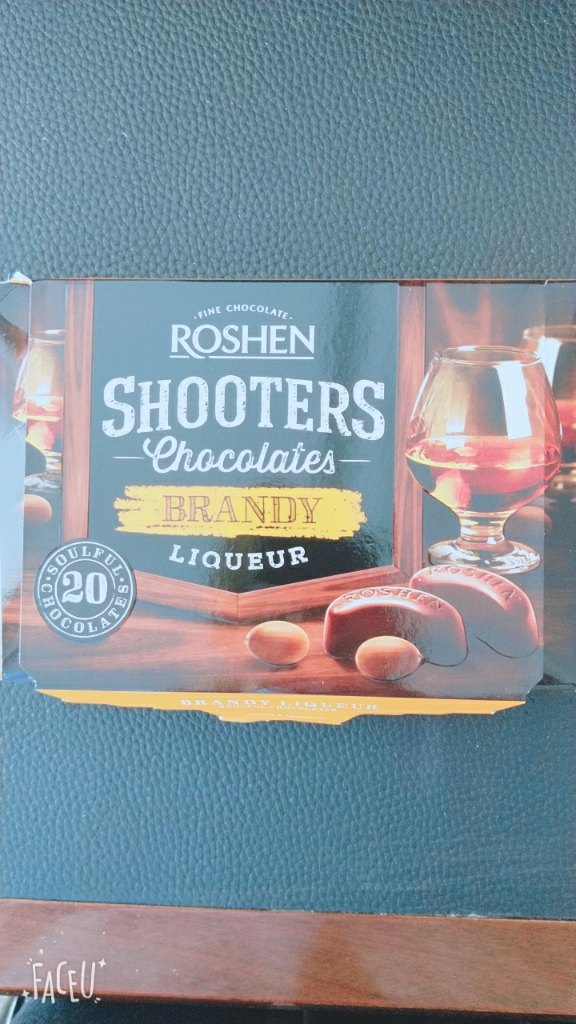 ·FINE CHOCOLATE·
ROSHEN
SHOOTERS
Chocolates
BRANDY
LIQUEUR
·SOULFUL·
20
CHOCOLATES
ROSHEN
ROSHEN
BRANDY LIQUEUR
FACEU